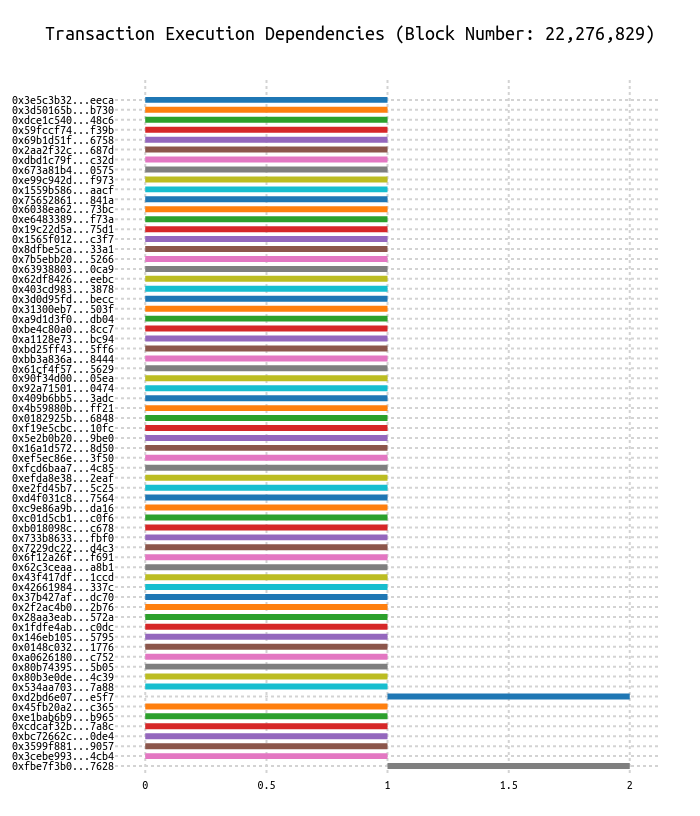 Transaction Execution Dependencies (Block Number: 22,276,829)
0x3e5c3b32...eeca
0x3d50165b...b730
0xdce1c540...48c6
0x59fccf74...f39b
0x69b1d51f...6758
0x2aa2f32c...687d
0xdbd1c79f...c32d
0x673a81b4...0575
0xe99c942d...f973
0x1559b586...aacf
0x75652861...841a
0x6038ea62...73bc
0xe6483389...f73a
0x19c22d5a...75d1
0x1565f012...c3f7
0x8dfbe5ca...33a1
0x7b5ebb20...5266
0x63938803...0ca9
0x62df8426...eebc
0x403cd983...3878
0x3d0d95fd...becc
0x31300eb7...503f
0xa9d1d3f0...db04
0xbe4c80a0...8cc7
0xa1128e73...bc94
0xbd25ff43...5ff6
0xbb3a836a...8444
0x61cf4f57...5629
0x90f34d00...05ea
0x92a71501...0474
0x409b6bb5...3adc
0x4b59880b...ff21
0x0182925b...6848
0xf19e5cbc...10fc
0x5e2b0b20...9be0
0x16a1d572...8d50
0xef5ec86e...3f50
0xfcd6baa7...4c85
0xefda8e38...2eaf
0xe2fd45b7...5c25
0xd4f031c8...7564
0xc9e86a9b...da16
0xc01d5cb1...c0f6
0xb018098c...c678
0x733b8633...fbf0
0x7229dc22...d4c3
0x6f12a26f...f691
0x62c3ceaa...a8b1
0x43f417df...1ccd
0x42661984...337c
0x37b427af...dc70
0x2f2ac4b0...2b76
0x28aa3eab...572a
0x1fdfe4ab...c0dc
0x146eb105...5795
0x0148c032...1776
0xa0626180...c752
0x80b74395...5b05
0x80b3e0de...4c39
0x534aa703...7a88
0xd2bd6e07...e5f7
0x45fb20a2...c365
0xe1bab6b9...b965
0xcdcaf32b...7a8c
0xbc72662c...0de4
0x3599f881...9057
0x3cebe993...4cb4
0xfbe7f3b0...7628
0 0.5 1 1.5 2